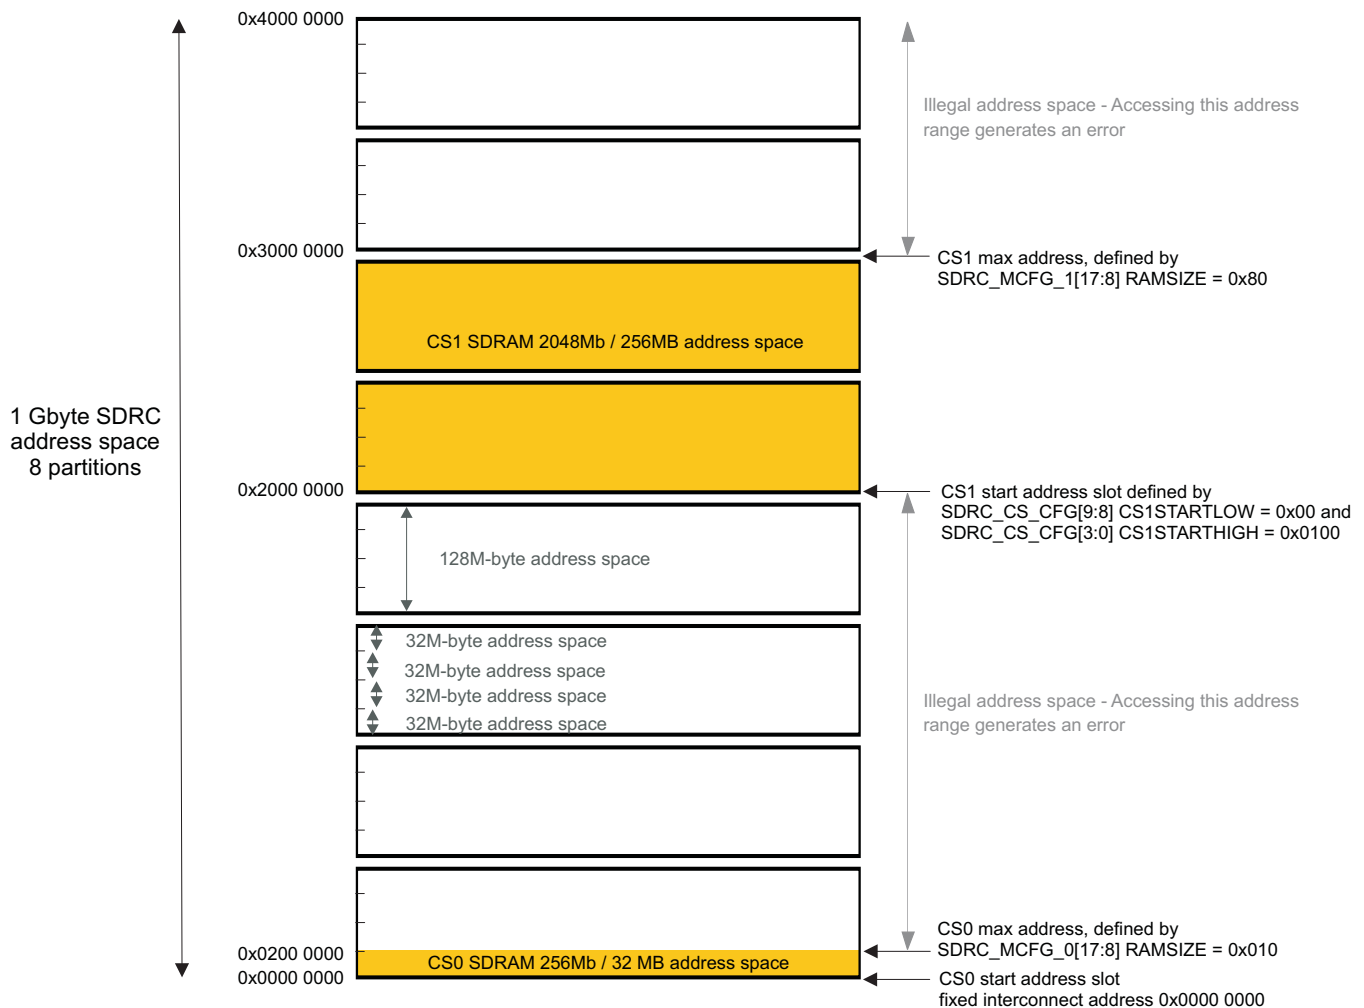 0x4000 0000
Illegal address space - Accessing this address
range generates an error
0x3000 0000
CS1 max address, defined by
SDRC_MCFG_1[17:8] RAMSIZE = 0x80
CS1 SDRAM 2048Mb / 256MB address space
1 Gbyte SDRC
address space
8 partitions
0x2000 0000
CS1 start address slot defined by
SDRC_CS_CFG[9:8] CS1STARTLOW = 0x00 and
SDRC_CS_CFG[3:0] CS1STARTHIGH = 0x0100
128M-byte address space
32M-byte address space
32M-byte address space
32M-byte address space
32M-byte address space
Illegal address space - Accessing this address
range generates an error
CS0 max address, defined by
SDRC_MCFG_0[17:8] RAMSIZE = 0x010
0x0200 0000
CS0 SDRAM 256Mb / 32 MB address space
0x0000 0000
CS0 start address slot
fixed interconnect address 0x0000 0000